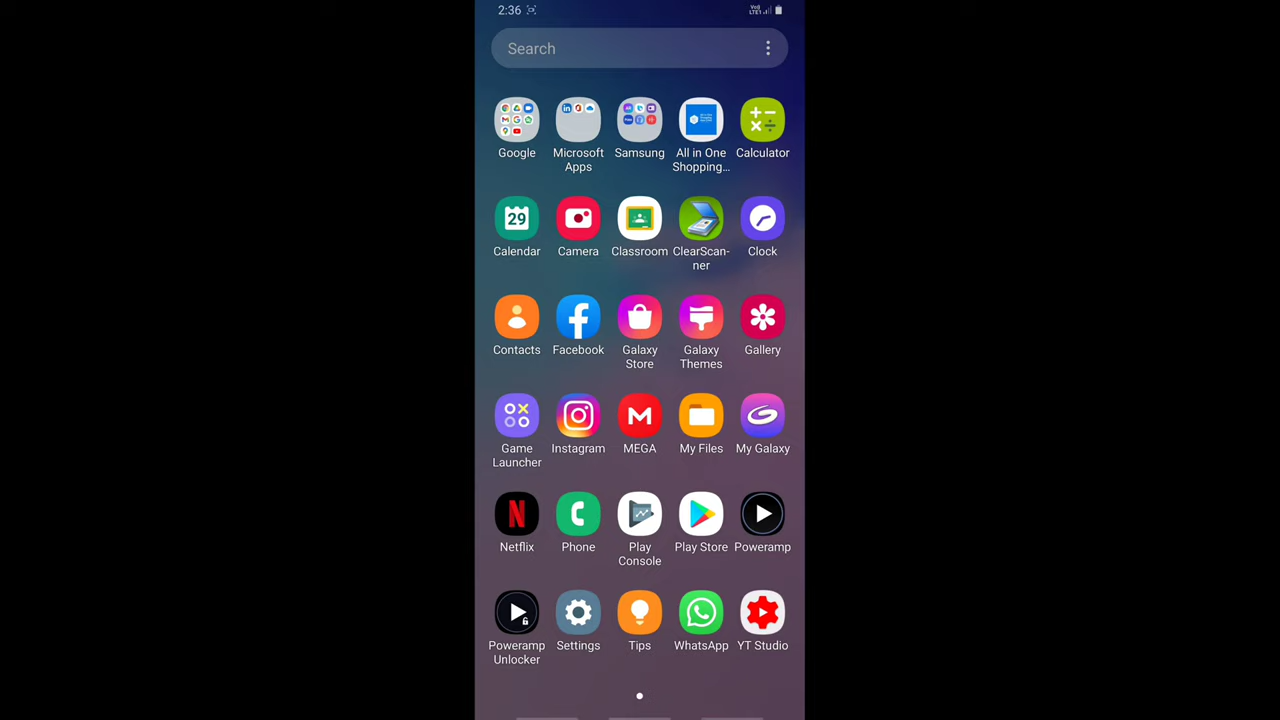 2:36
Vo) LTE1
Search
Google
Microsoft Apps
Samsung
All in One Shopping...
Calculator
29
Calendar
Camera
Classroom
ClearScan-
ner
Clock
Contacts
Facebook
Galaxy Store
Galaxy Themes
Gallery
Game Launcher
Instagram
MEGA
My Files
My Galaxy
Netflix
Phone
Play Console
Play Store
Poweramp
Poweramp Unlocker
Settings
Tips
WhatsApp
YT Studio